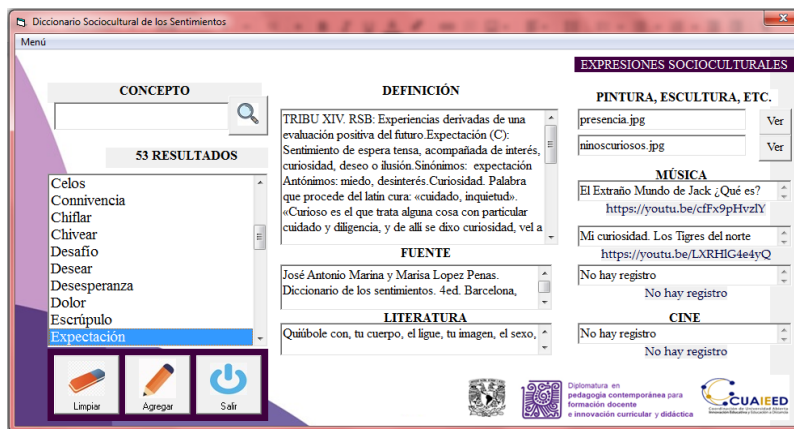 Diccionario Sociocultural de los Sentimientos
Menú
EXPRESIONES SOCIOCULTURALES
CONCEPTO
53 RESULTADOS
Celos
Connivencia
Chiflar
Chivear
Desafío
Desear
Desesperanza
Dolor
Escrúpulo
Expectación
Limpiar
Agregar
Salir
DEFINICIÓN
TRIBU XIV. RSB: Experiencias derivadas de una
evaluación positiva del futuro.Expectación (C):
Sentimiento de espera tensa, acompañada de interés,
curiosidad, deseo o ilusión.Sinónimos: expectación
Antónimos: miedo, desinterés.Curiosidad. Palabra
que procede del latín cura: «cuidado, inquietud».
«Curioso es el que trata alguna cosa con particular
cuidado y diligencia, y de allí se dixo curiosidad, vel a
FUENTE
José Antonio Marina y Marisa Lopez Penas.
Diccionario de los sentimientos. 4ed. Barcelona,
LITERATURA
Quiúbole con, tu cuerpo, el ligue, tu imagen, el sexo,
PINTURA, ESCULTURA, ETC.
presencia.jpg
Ver
ninoscuriosos.jpg
Ver
MÚSICA
El Extraño Mundo de Jack ¿Qué es?
https://youtu.be/cfFx9pHvzlY
Mi curiosidad. Los Tigres del norte
https://youtu.be/LXRHlG4e4yQ
No hay registro
No hay registro
CINE
No hay registro
No hay registro
Diplomatura en
pedagogía contemporánea para
formación docente
e innovación curricular y didáctica
CUAIEED
Coordinación de Universidad Abierta
Innovación Educativa y Educación a Distancia